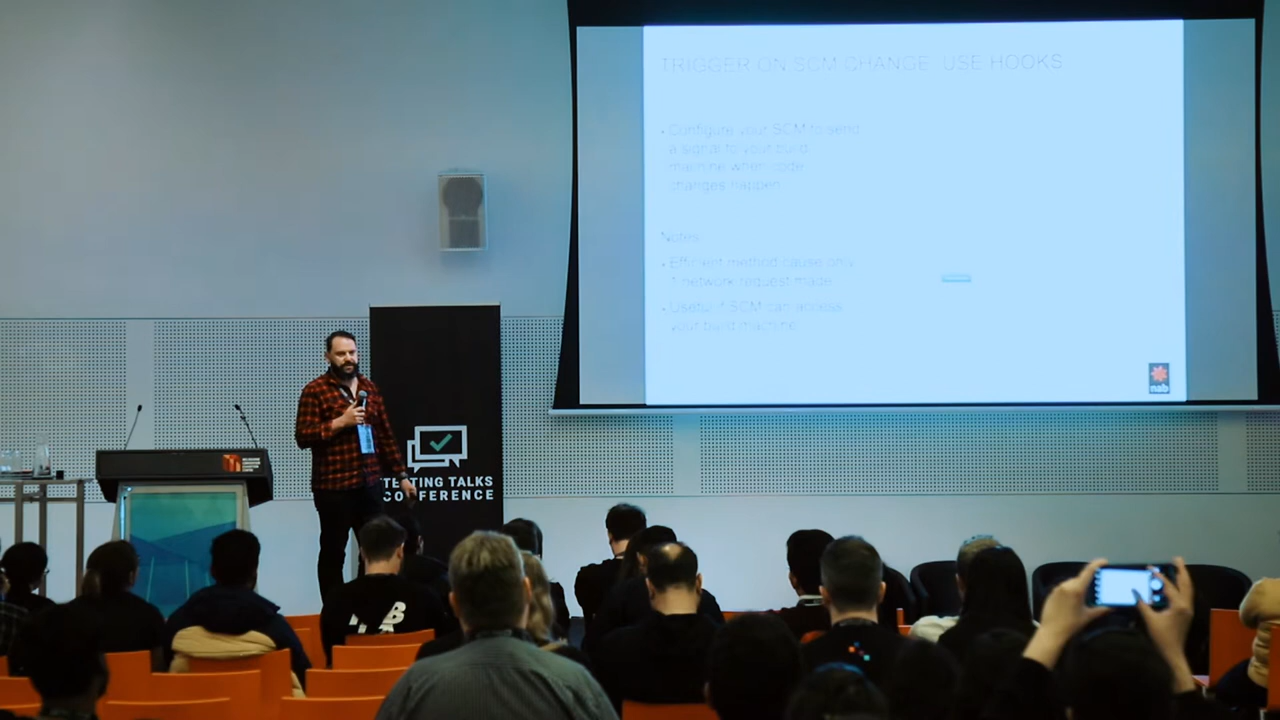 TRIGGER ON SCM CHANGE: USE HOOKS
• Configure your SCM to send
a signal to your build
machine when code
changes happen
Notes:
• Efficient method cause only
1 network request made
• Useful if SCM can access
your build machine
nab
TESTING TALKS
CONFERENCE